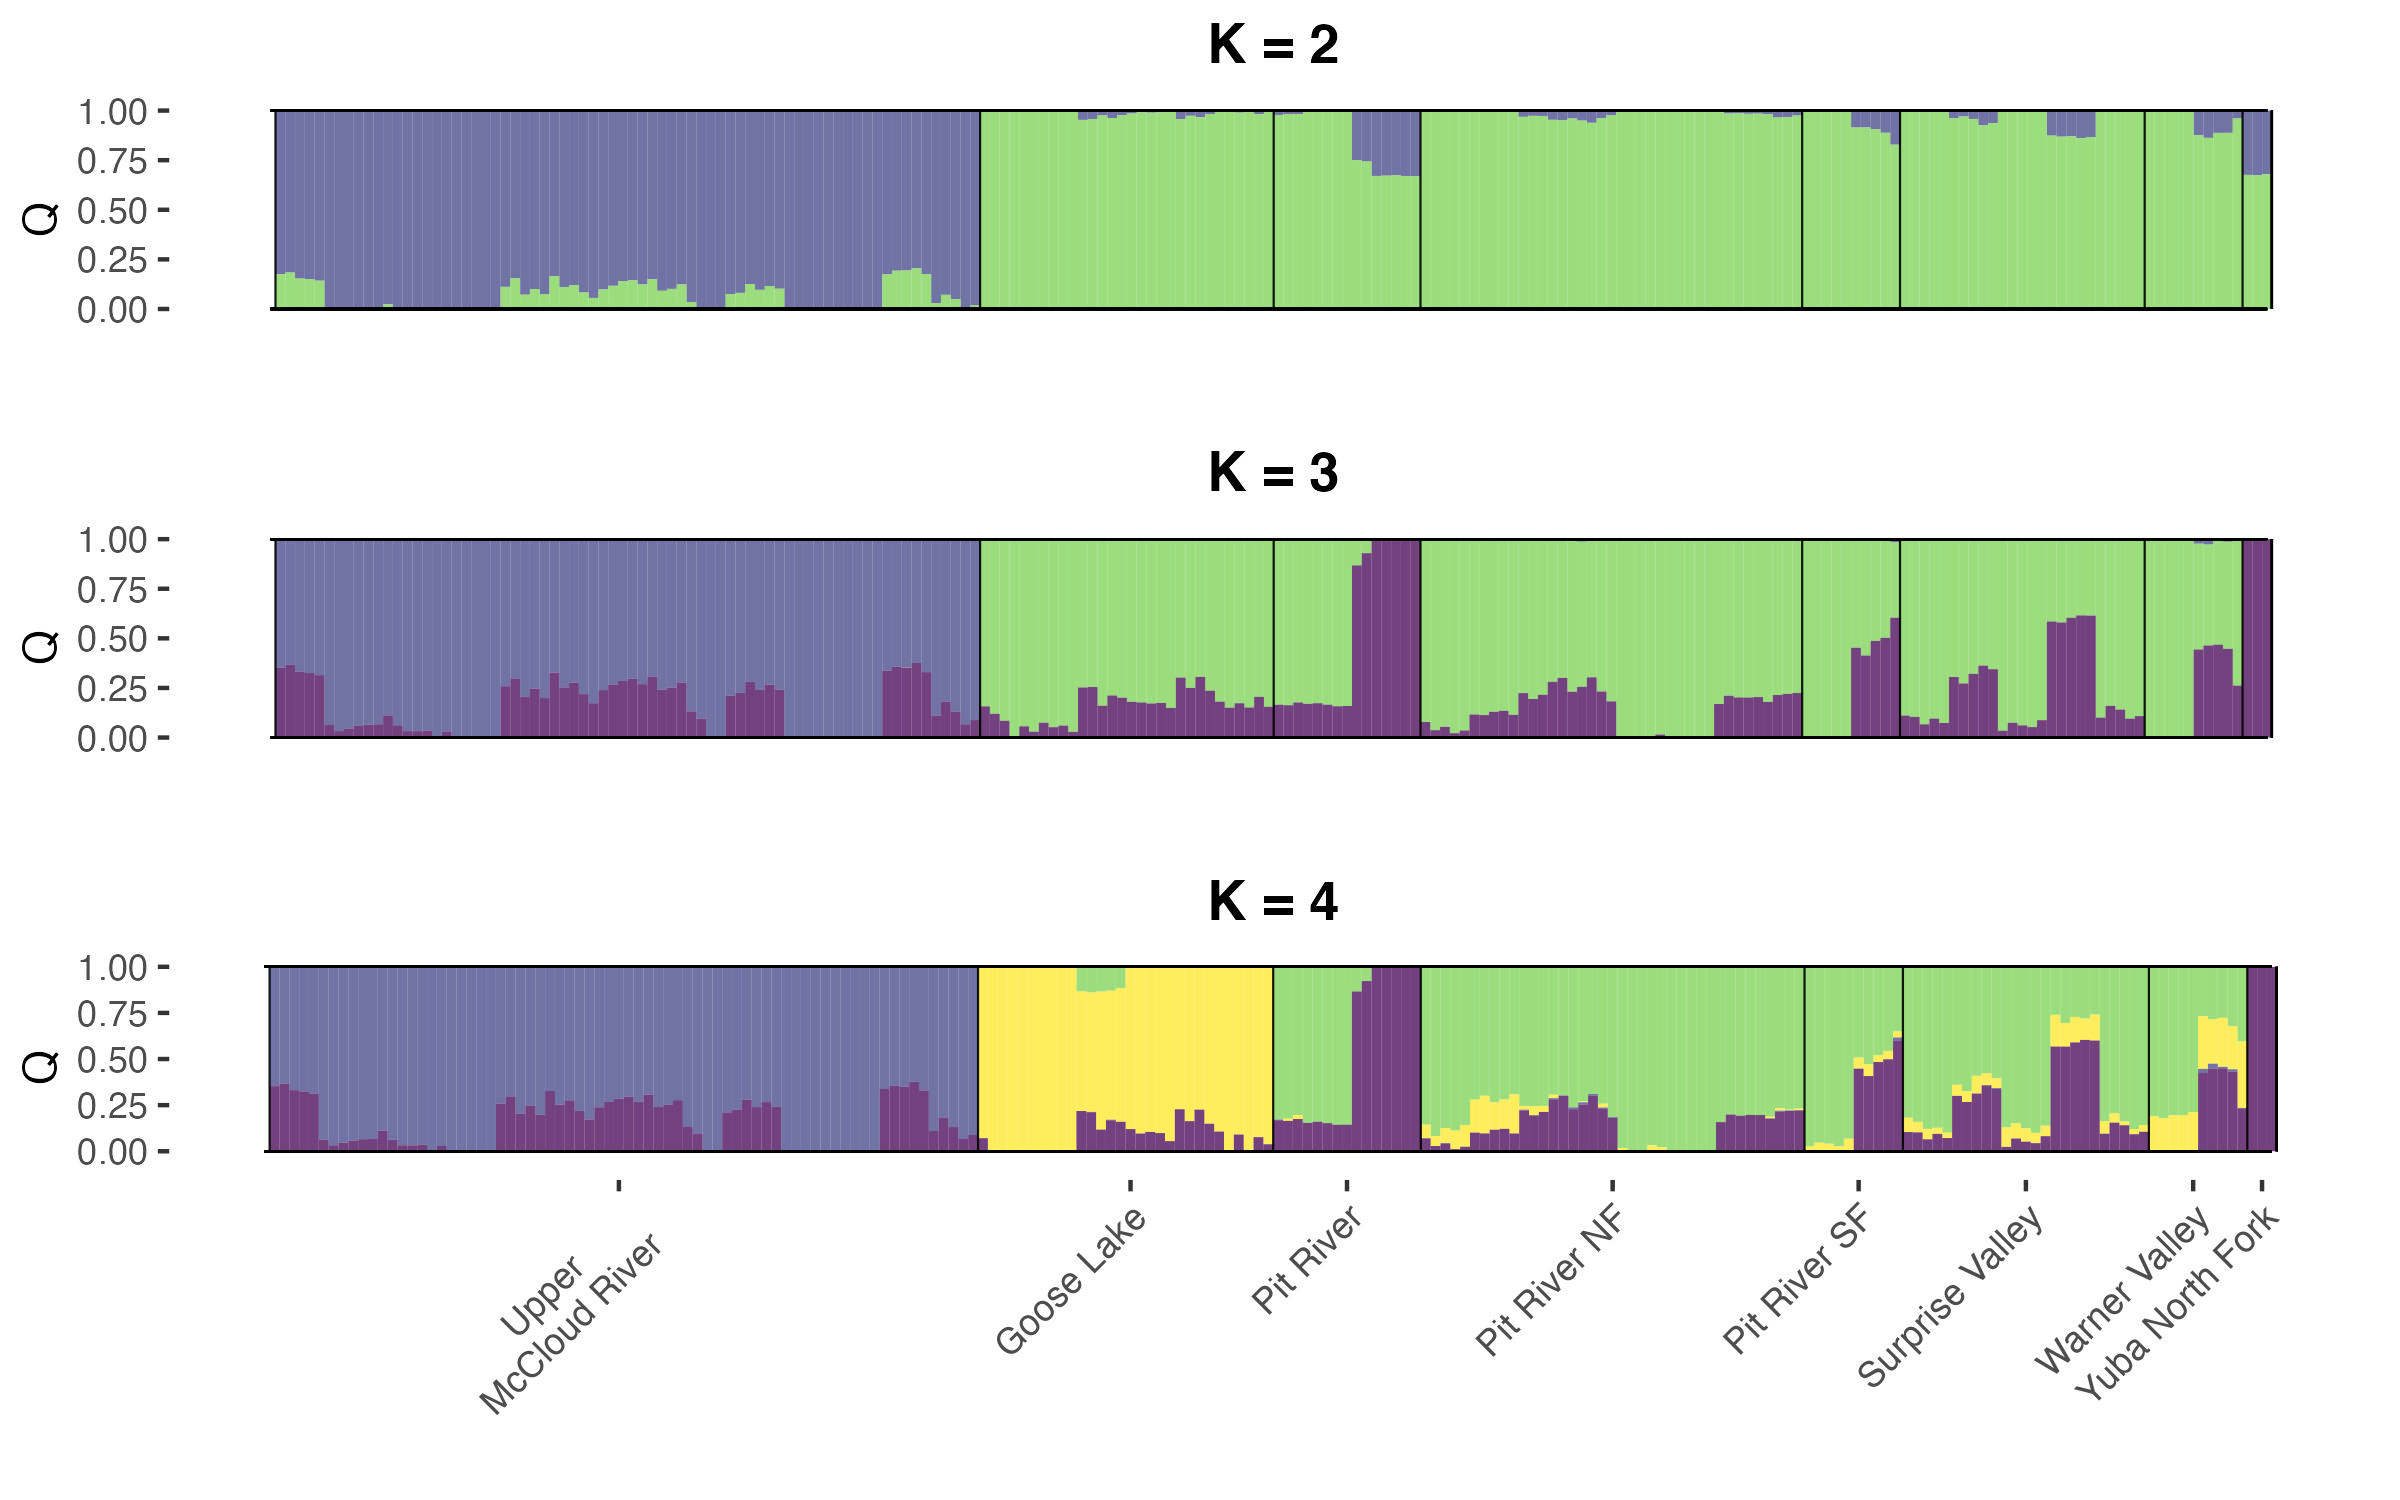 K = 2
1.00
0.75
0.50
0.25
0.00
Q
K = 3
1.00
0.75
0.50
0.25
0.00
Q
K = 4
1.00
0.75
0.50
0.25
0.00
Q
Upper
McCloud River
Goose Lake
Pit River
Pit River NF
Pit River SF
Surprise Valley
Warner Valley
Yuba North Fork